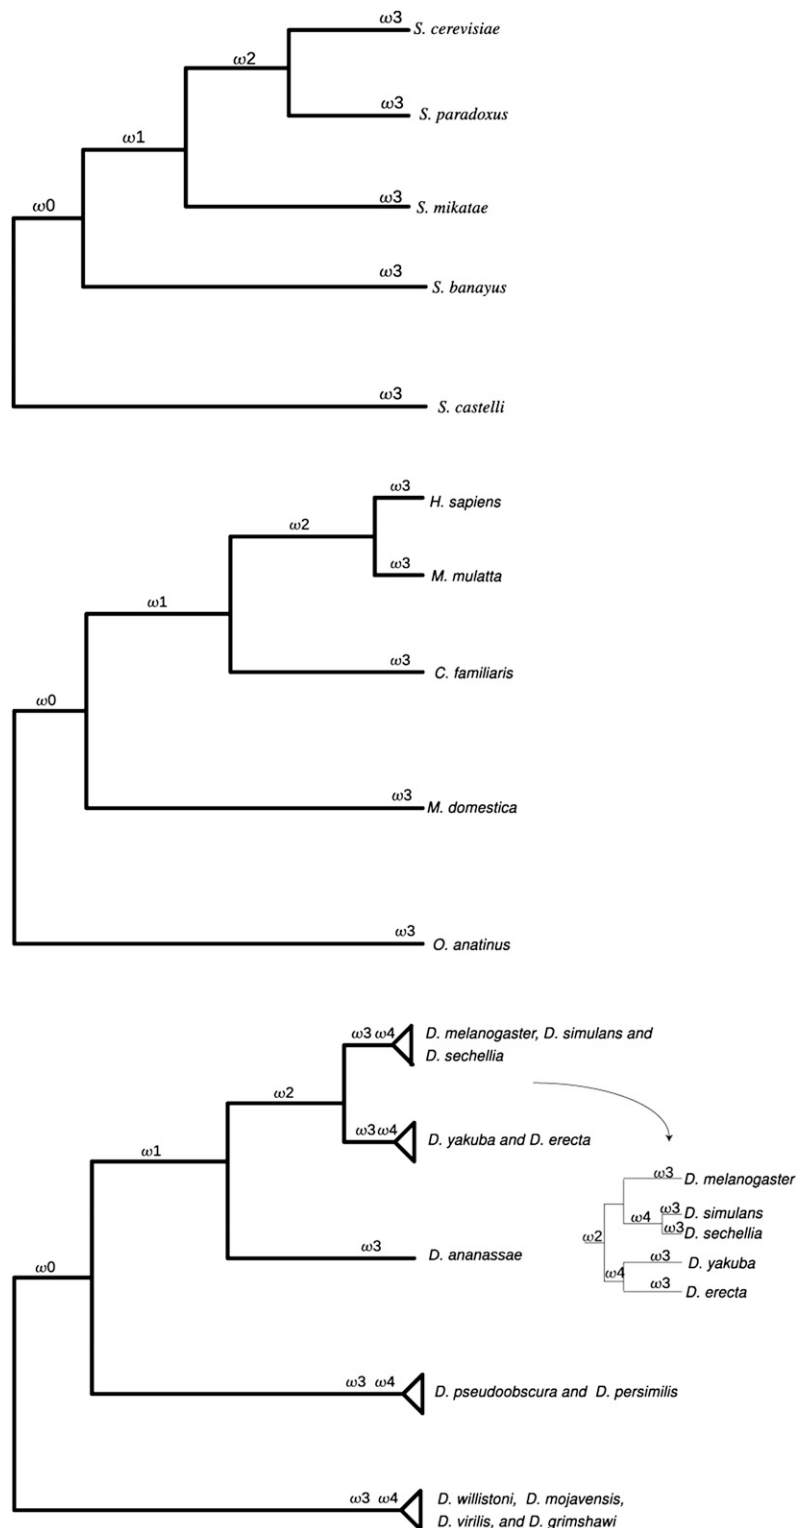 ω3
S. cerevisiae
ω2
ω3
S. paradoxus
ω1
ω3
S. mikatae
ω0
ω3
S. banayus
ω3
S. castelli
ω3
H. sapiens
ω2
ω3
M. mulatta
ω1
ω3
C. familiaris
ω0
ω3
M. domestica
ω3
O. anatinus
ω3 ω4
D. melanogaster, D. simulans and
D. sechellia
ω2
ω3 ω4
D. yakuba and D. erecta
ω1
ω3
D. ananassae
ω0
ω3 ω4
D. pseudoobscura and D. persimilis
ω3 ω4
D. willistoni, D. mojavensis,
D. virilis, and D. grimshawi
ω3
D. melanogaster
ω3
D. simulans
ω4
ω3
D. sechellia
ω2
ω3
D. yakuba
ω4
ω3
D. erecta